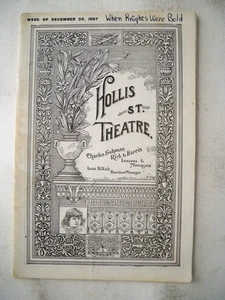 WEEK OF DECEMBER 30, 1907 When Knights Were Bold
HOLLIS
ST.
THEATRE.
Charles Frohman
Rich & Harris
Lessees &
Managers
Isaac B. Rich
Resident Manager